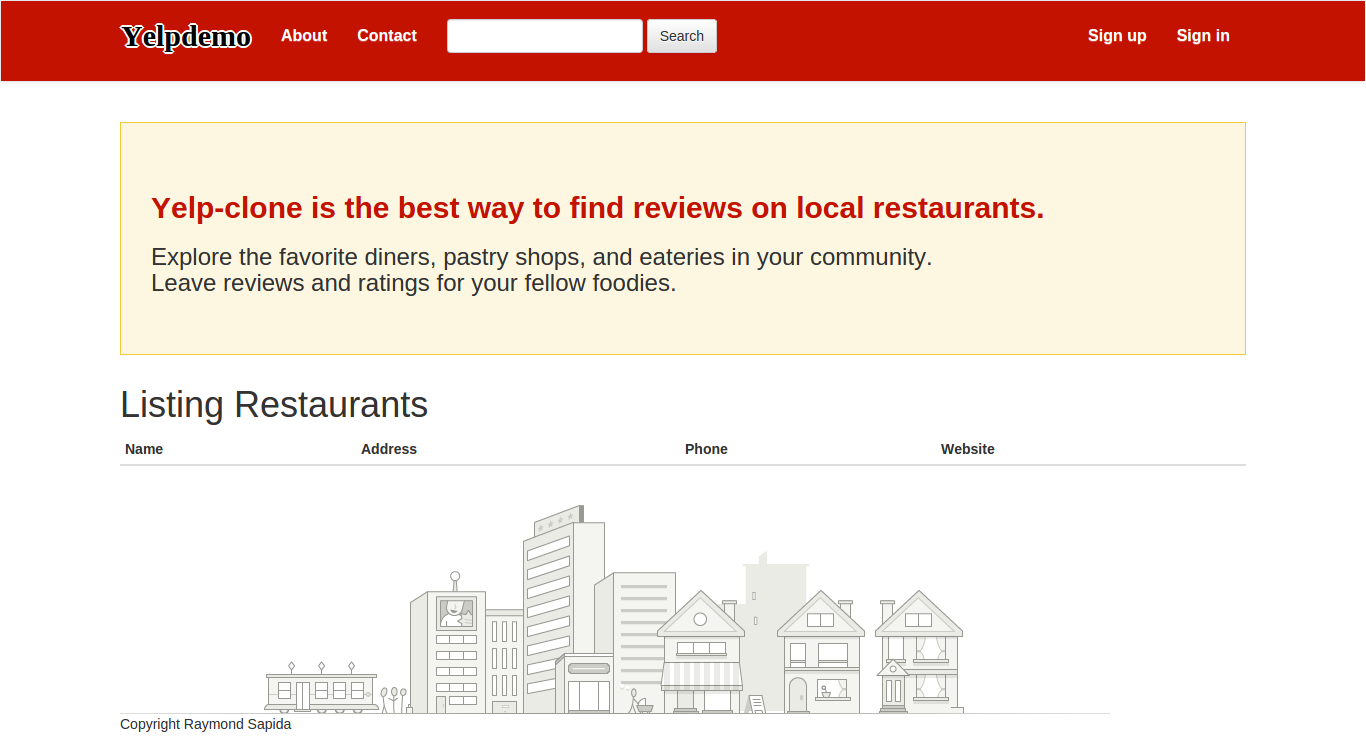 Yelpdemo About Contact Search Sign up Sign in
Yelp-clone is the best way to find reviews on local restaurants.
Explore the favorite diners, pastry shops, and eateries in your community.
Leave reviews and ratings for your fellow foodies.
Listing Restaurants
Name Address Phone Website
Copyright Raymond Sapida